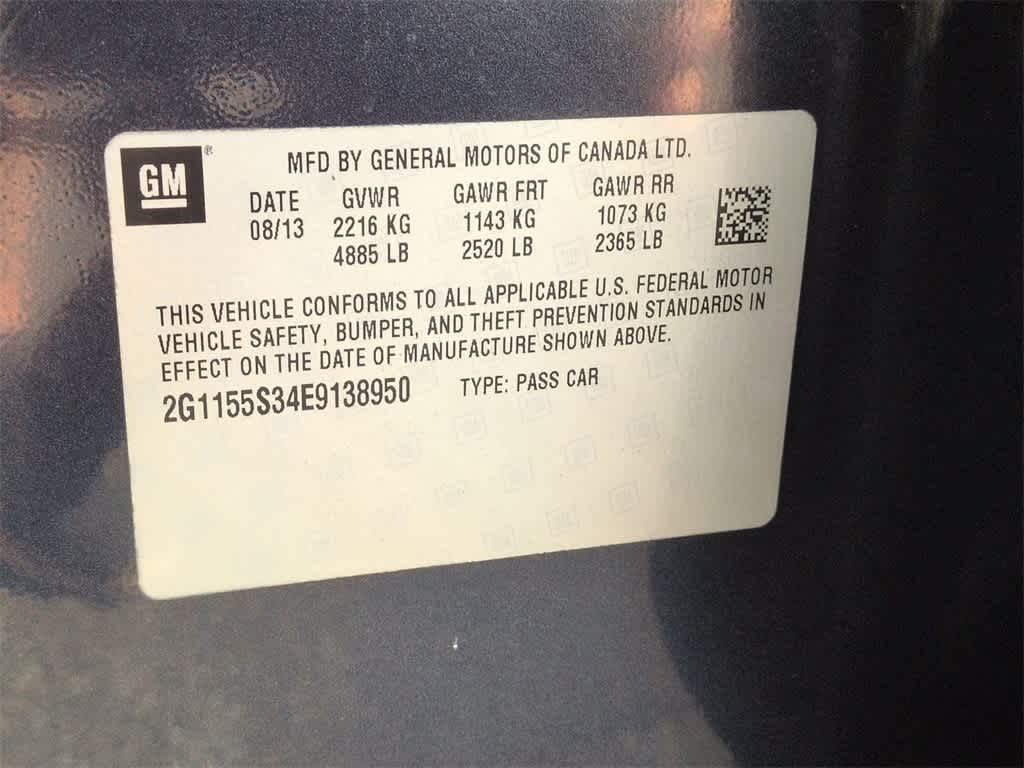 GM ®
MFD BY GENERAL MOTORS OF CANADA LTD.
DATE GVWR GAWR FRT GAWR RR
08/13 2216 KG 1143 KG 1073 KG
4885 LB 2520 LB 2365 LB
THIS VEHICLE CONFORMS TO ALL APPLICABLE U.S. FEDERAL MOTOR
VEHICLE SAFETY, BUMPER, AND THEFT PREVENTION STANDARDS IN
EFFECT ON THE DATE OF MANUFACTURE SHOWN ABOVE.
2G1155S34E9138950 TYPE: PASS CAR